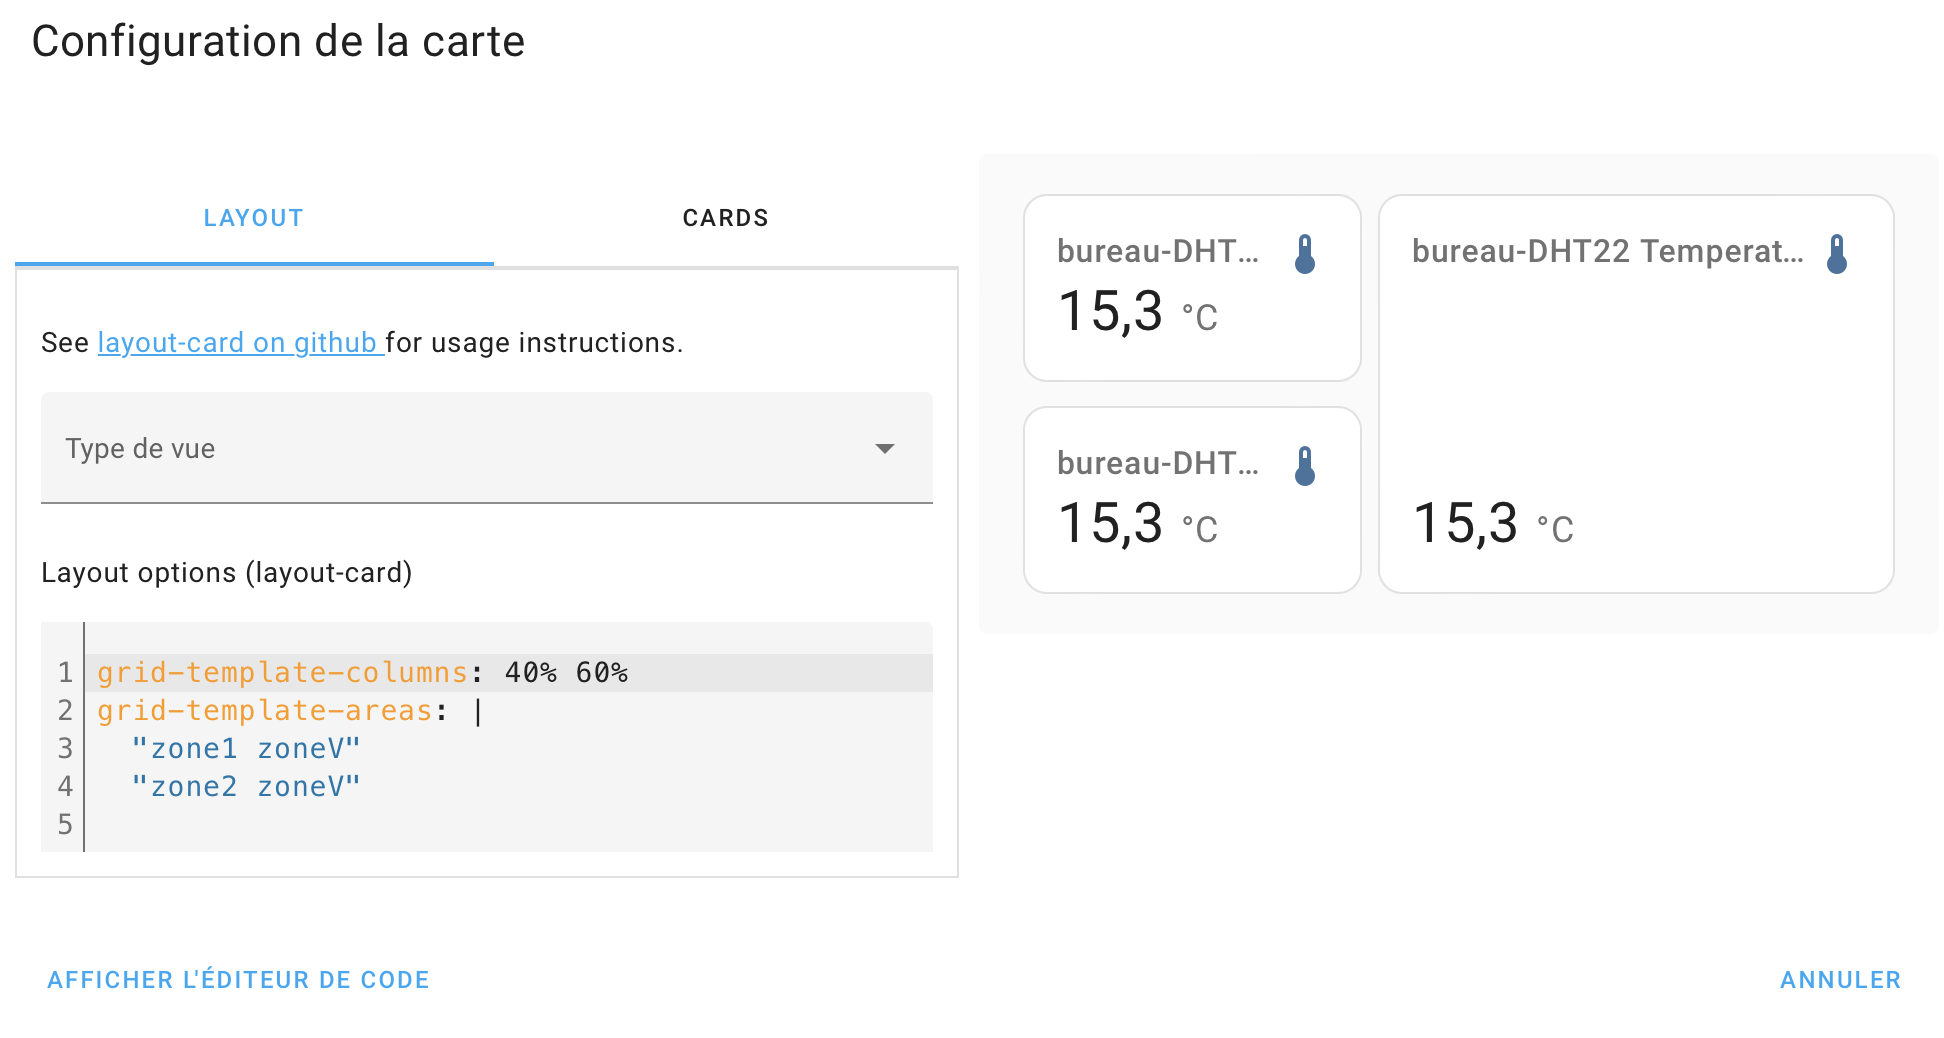 Configuration de la carte
LAYOUT
CARDS
See layout-card on github for usage instructions.
Type de vue
Layout options (layout-card)
1 grid-template-columns: 40% 60%
2 grid-template-areas: |
3 "zone1 zoneV"
4 "zone2 zoneV"
5
bureau-DHT...
15,3 °C
bureau-DHT22 Temperat...
15,3 °C
bureau-DHT...
15,3 °C
AFFICHER L'ÉDITEUR DE CODE
ANNULER